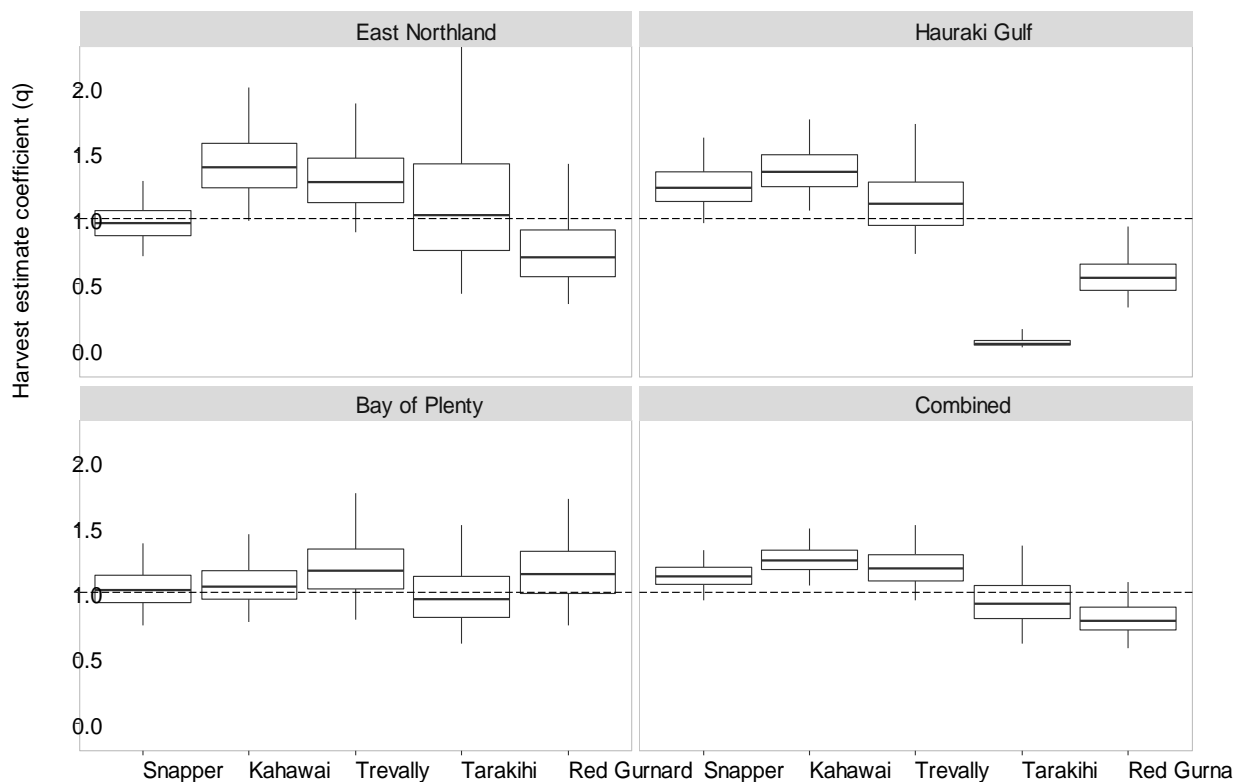 East Northland
Hauraki Gulf
Harvest estimate coefficient (q)
2.0
1.5
1.0
0.5
0.0
Bay of Plenty
Combined
2.0
1.5
1.0
0.5
0.0
Snapper Kahawai Trevally Tarakihi Red Gurnard Snapper Kahawai Trevally Tarakihi Red Gurna